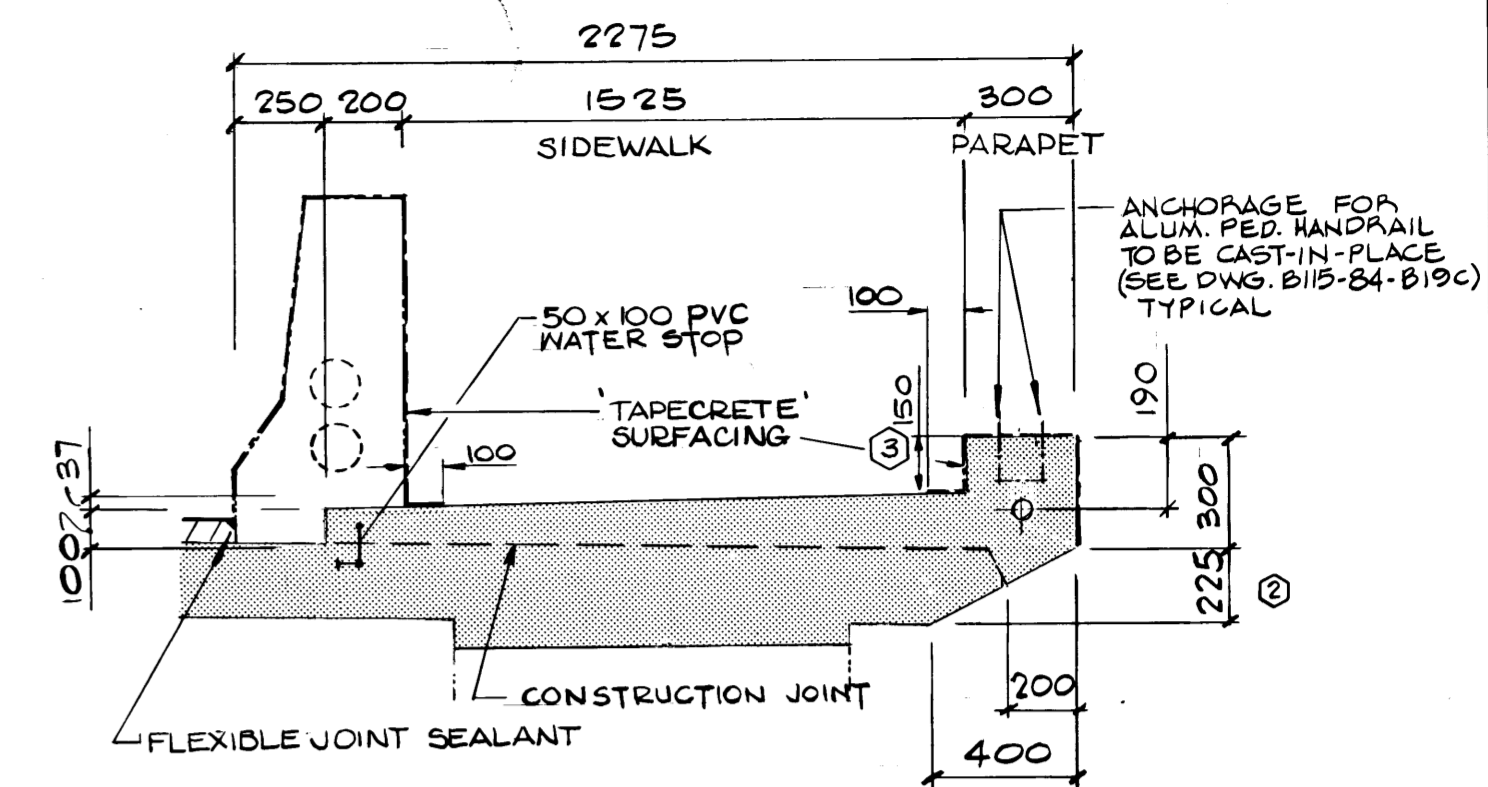 2275
250 200 1525 300
SIDEWALK PARAPET
ANCHORAGE FOR
ALUM. PED. HANDRAIL
TO BE CAST-IN-PLACE
(SEE DWG. B115-84-B19C)
TYPICAL
100
50 x 100 PVC
WATER STOP
190
150
'TAPECRETE'
SURFACING
3
100
37
100
300
225
2
200
CONSTRUCTION JOINT
FLEXIBLE JOINT SEALANT
400